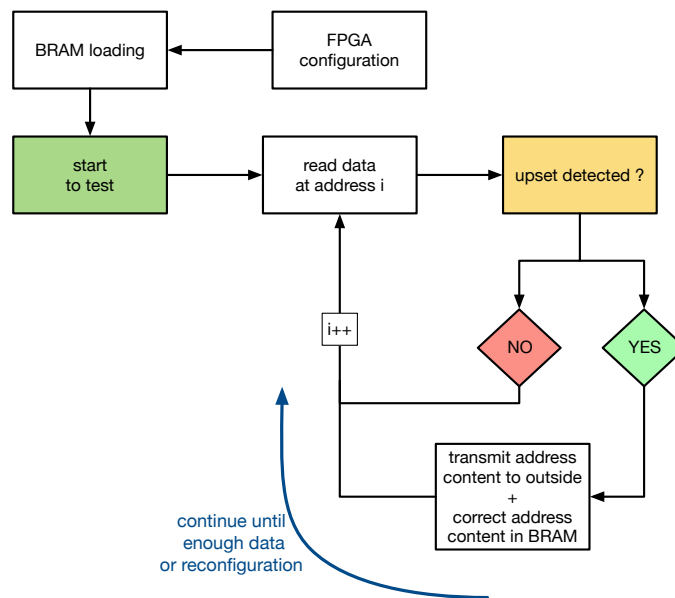 BRAM loading
FPGA
configuration
start
to test
read data
at address i
upset detected ?
i++
NO
YES
transmit address
content to outside
+
correct address
content in BRAM
continue until
enough data
or reconfiguration